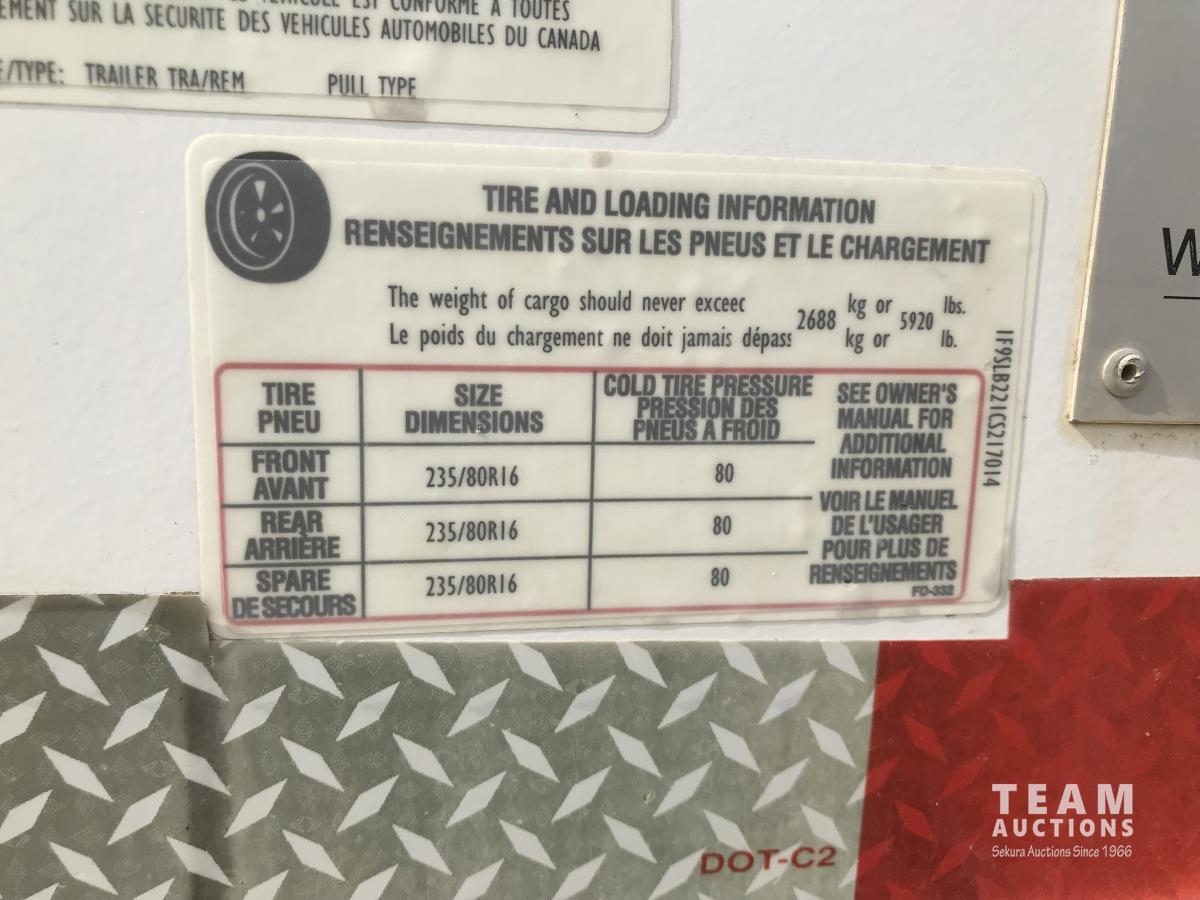 EMENT SUR LA SECURITE DES VEHICULES AUTOMOBILES DU CANADA
E/TYPE: TRAILER TRA/REM PULL TYPE
TIRE AND LOADING INFORMATION
RENSEIGNEMENTS SUR LES PNEUS ET LE CHARGEMENT
The weight of cargo should never exceec 2688 kg or 5920 lbs.
Le poids du chargement ne doit jamais dépass kg or lb.
TIRE
PNEU
SIZE
DIMENSIONS
COLD TIRE PRESSURE
PRESSION DES
PNEUS A FROID
FRONT
AVANT
235/80R16
80
REAR
ARRIÈRE
235/80R16
80
SPARE
DE SECOURS
235/80R16
80
SEE OWNER'S
MANUAL FOR
ADDITIONAL
INFORMATION
VOIR LE MANUEL
DE L'USAGER
POUR PLUS DE
RENSEIGNEMENTS
FD-332
1F9SLB221CS217014
W
DOT-C2
TEAM
AUCTIONS
Sekura Auctions Since 1966